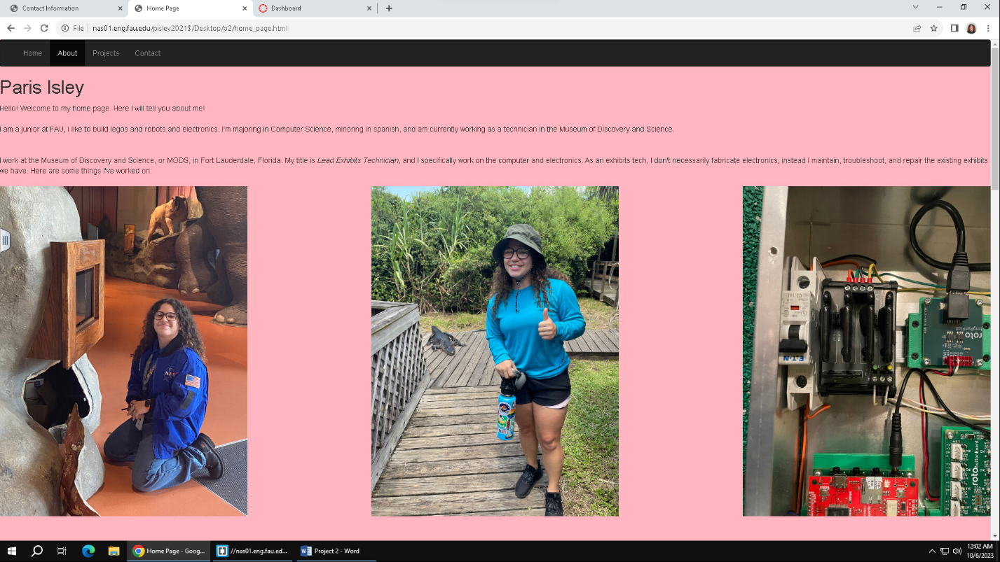 Contact Information
Home Page
Dashboard
File
nas01.eng.fau.edu/pisley2021$/Desktop/p2/home_page.html
Home
About
Projects
Contact
Paris Isley
Hello! Welcome to my home page. Here I will tell you about me!
I am a junior at FAU, I like to build legos and robots and electronics. I'm majoring in Computer Science, minoring in spanish, and am currently working as a technician in the Museum of Discovery and Science.
I work at the Museum of Discovery and Science, or MODS, in Fort Lauderdale, Florida. My title is Lead Exhibits Technician, and I specifically work on the computer and electronics. As an exhibits tech, I don't necessarily fabricate electronics, instead I maintain, troubleshoot, and repair the existing exhibits
we have. Here are some things I've worked on:
E·T·N
roto
roto
Home Page - Goog...
//nas01.eng.fau.ed...
Project 2 - Word
12:02 AM
10/6/2023